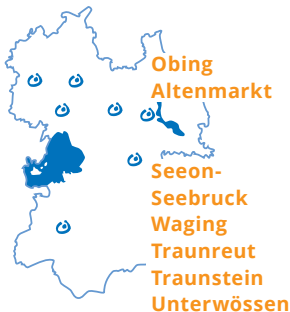 Obing
Altenmarkt
Seeon-
Seebruck
Waging
Traunreut
Traunstein
Unterwössen